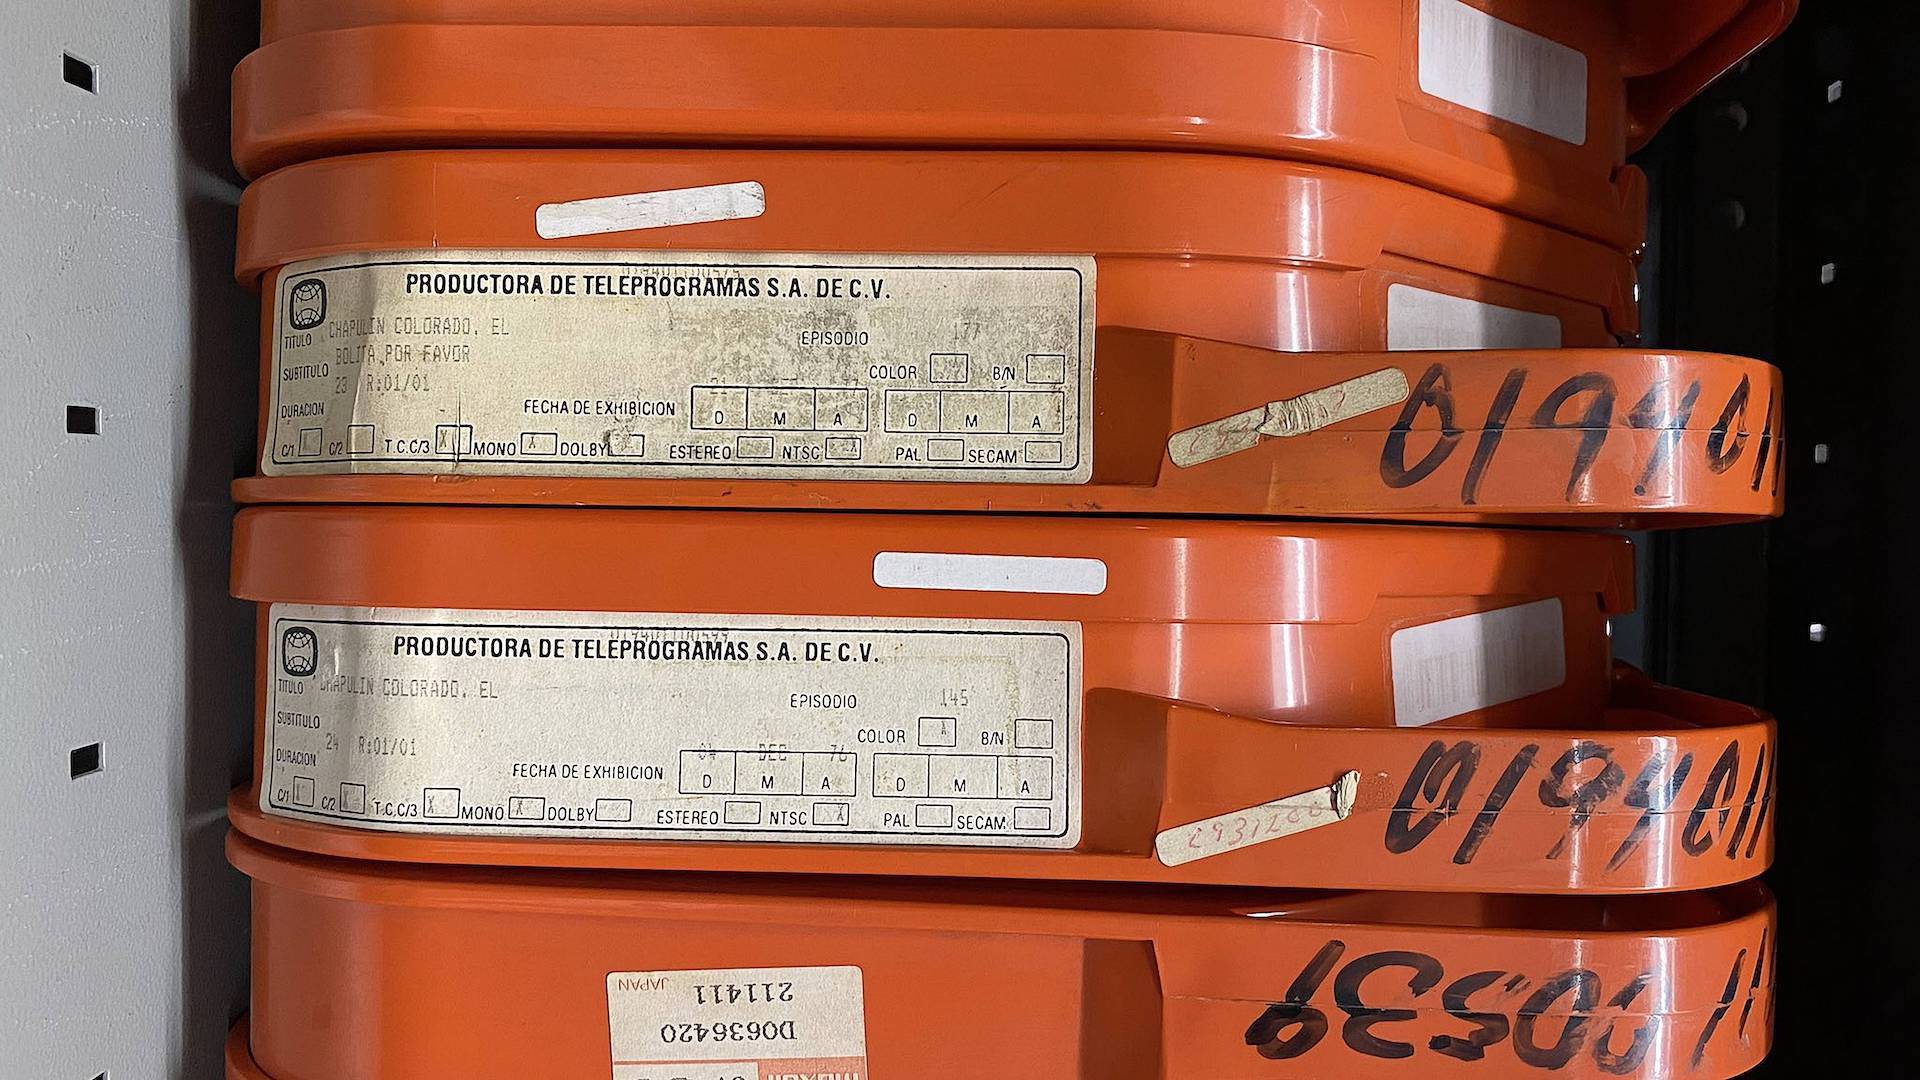 PRODUCTORA DE TELEPROGRAMAS S.A. DE C.V.
TITULO CHAPULIN COLORADO, EL
EPISODIO 177
BOLITA POR FAVOR
SUBTITULO
COLOR B/N
23 R:01/01
DURACION
FECHA DE EXHIBICION D M A D M A
C/1 C/2 T.C.C/3 X MONO X DOLBY ESTEREO NTSC X PAL SECAM
019401
PRODUCTORA DE TELEPROGRAMAS S.A. DE C.V.
TITULO CHAPULIN COLORADO, EL
EPISODIO 145
SUBTITULO
COLOR X B/N
24 R:01/01
DURACION
04 DEC 76
FECHA DE EXHIBICION D M A D M A
C/1 C/2 X T.C.C/3 X MONO X DOLBY ESTEREO NTSC X PAL SECAM
0194011
00539
JAPAN
211411
D0636420
maxell